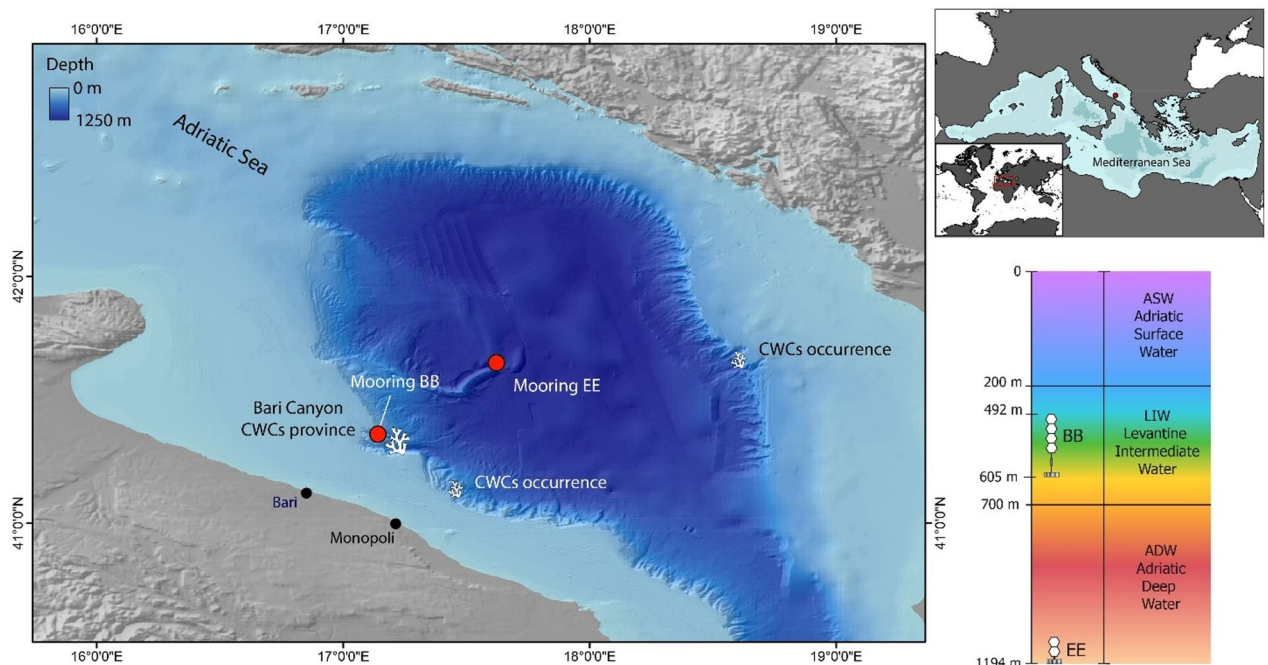 16°0'0"E
17°0'0"E
18°0'0"E
19°0'0"E
Depth
0 m
1250 m
Adriatic Sea
42°0'0"N
CWCs occurrence
Mooring BB
Mooring EE
Bari Canyon
CWCs province
CWCs occurrence
Bari
Monopoli
41°0'0"N
41°0'0"N
16°0'0"E
17°0'0"E
18°0'0"E
19°0'0"E
Mediterranean Sea
0
ASW
Adriatic
Surface
Water
200 m
492 m
BB
LIW
Levantine
Intermediate
Water
605 m
700 m
ADW
Adriatic
Deep
Water
EE
1194 m